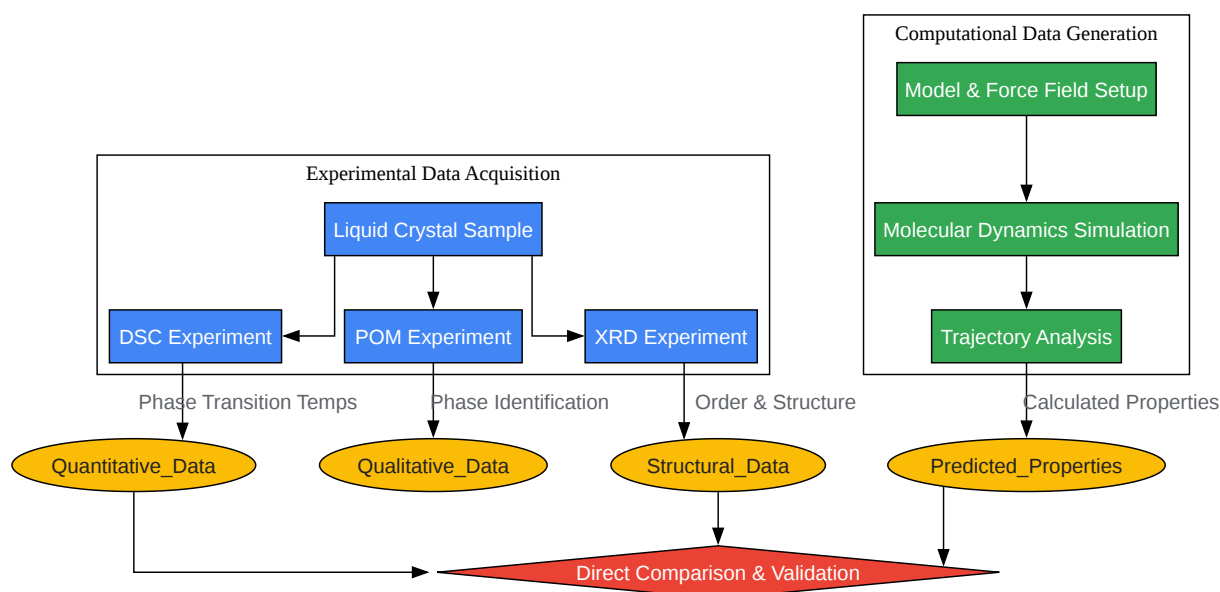 Computational Data Generation
Model & Force Field Setup
Experimental Data Acquisition
Liquid Crystal Sample
Molecular Dynamics Simulation
DSC Experiment
POM Experiment
XRD Experiment
Trajectory Analysis
Phase Transition Temps
Phase Identification
Order & Structure
Calculated Properties
Quantitative_Data
Qualitative_Data
Structural_Data
Predicted_Properties
Direct Comparison & Validation